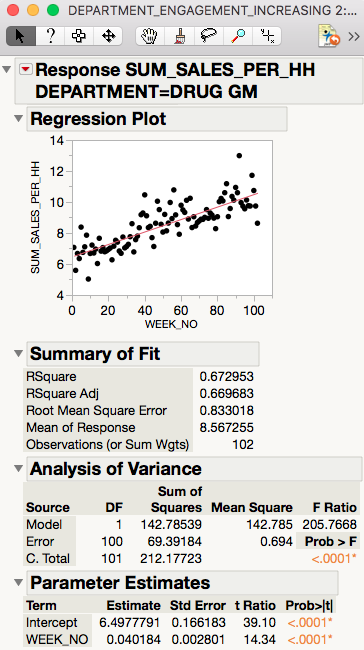 DEPARTMENT_ENGAGEMENT_INCREASING 2:...
Response SUM_SALES_PER_HH
DEPARTMENT=DRUG GM
Regression Plot
14
12
10
8
6
4
SUM_SALES_PER_HH
0 20 40 60 80 100
WEEK_NO
Summary of Fit
RSquare 0.672953
RSquare Adj 0.669683
Root Mean Square Error 0.833018
Mean of Response 8.567255
Observations (or Sum Wgts) 102
Analysis of Variance
Sum of
Source DF Squares Mean Square F Ratio
Model 1 142.78539 142.785 205.7668
Error 100 69.39184 0.694 Prob > F
C. Total 101 212.17723 <.0001*
Parameter Estimates
Term Estimate Std Error t Ratio Prob>|t|
Intercept 6.4977791 0.166183 39.10 <.0001*
WEEK_NO 0.040184 0.002801 14.34 <.0001*